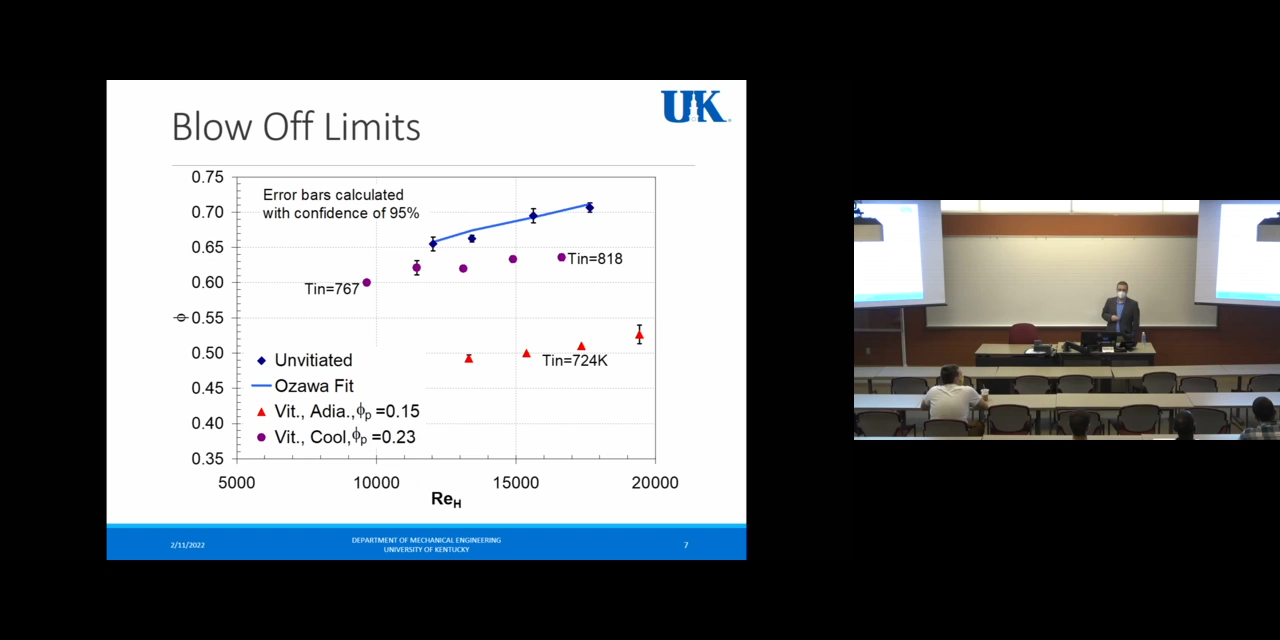 UK
Blow Off Limits
0.75
0.70
0.65
0.60
0.55
0.50
0.45
0.40
0.35
ϕ
Error bars calculated
with confidence of 95%
Tin=818
Tin=767
Tin=724K
Unvitiated
Ozawa Fit
Vit., Adia.,ϕp =0.15
Vit., Cool,ϕp =0.23
5000 10000 15000 20000
ReH
2/11/2022
DEPARTMENT OF MECHANICAL ENGINEERING
UNIVERSITY OF KENTUCKY
7